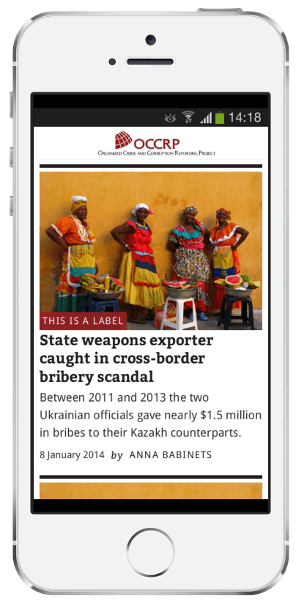 14:18
OCCRP
Organized Crime and Corruption Reporting Project
THIS IS A LABEL
State weapons exporter
caught in cross-border
bribery scandal
Between 2011 and 2013 the two
Ukrainian officials gave nearly $1.5 million
in bribes to their Kazakh counterparts.
8 January 2014 by ANNA BABINETS